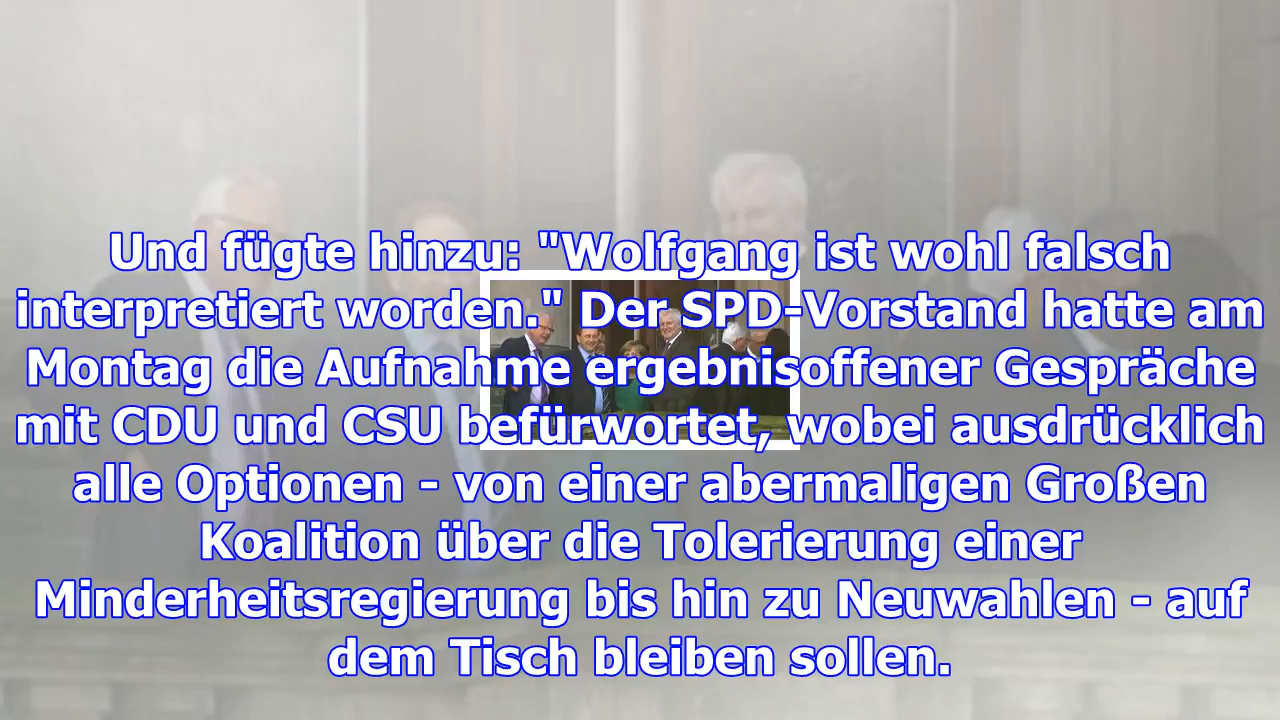 Und fügte hinzu: "Wolfgang ist wohl falsch
interpretiert worden." Der SPD-Vorstand hatte am
Montag die Aufnahme ergebnisoffener Gespräche
mit CDU und CSU befürwortet, wobei ausdrücklich
alle Optionen - von einer abermaligen Großen
Koalition über die Tolerierung einer
Minderheitsregierung bis hin zu Neuwahlen - auf
dem Tisch bleiben sollen.